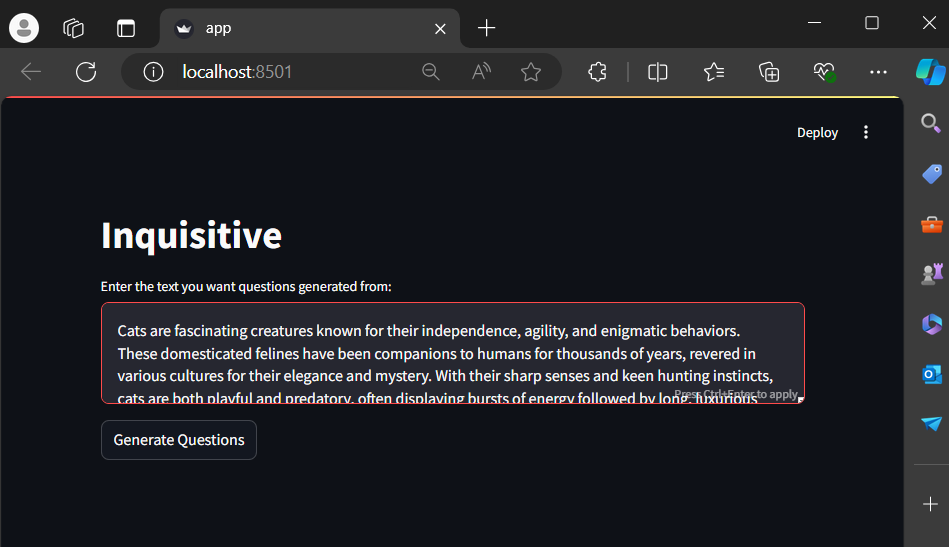 app
localhost:8501
Deploy
Inquisitive
Enter the text you want questions generated from:
Cats are fascinating creatures known for their independence, agility, and enigmatic behaviors.
These domesticated felines have been companions to humans for thousands of years, revered in
various cultures for their elegance and mystery. With their sharp senses and keen hunting instincts,
cats are both playful and predatory, often displaying bursts of energy followed by long, luxurious
Press Ctrl+Enter to apply
Generate Questions